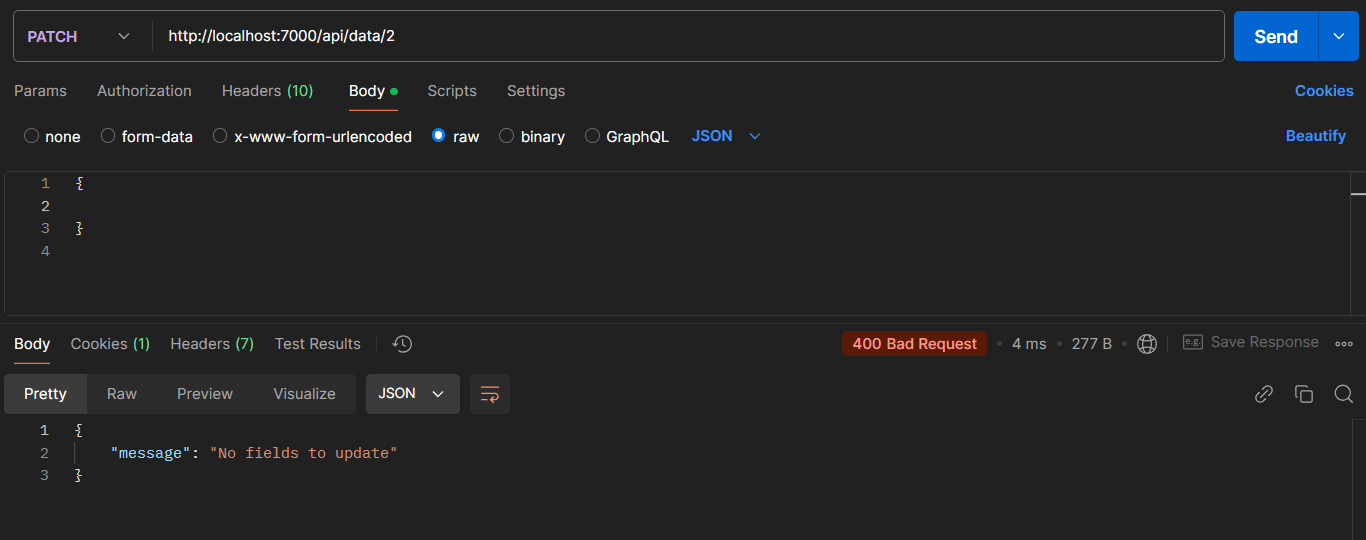 PATCH http://localhost:7000/api/data/2 Send
Params Authorization Headers (10) Body Scripts Settings Cookies
none form-data x-www-form-urlencoded raw binary GraphQL JSON Beautify
1 {
2
3 }
4
Body Cookies (1) Headers (7) Test Results 400 Bad Request 4 ms 277 B e.g. Save Response
Pretty Raw Preview Visualize JSON
1 {
2 "message": "No fields to update"
3 }